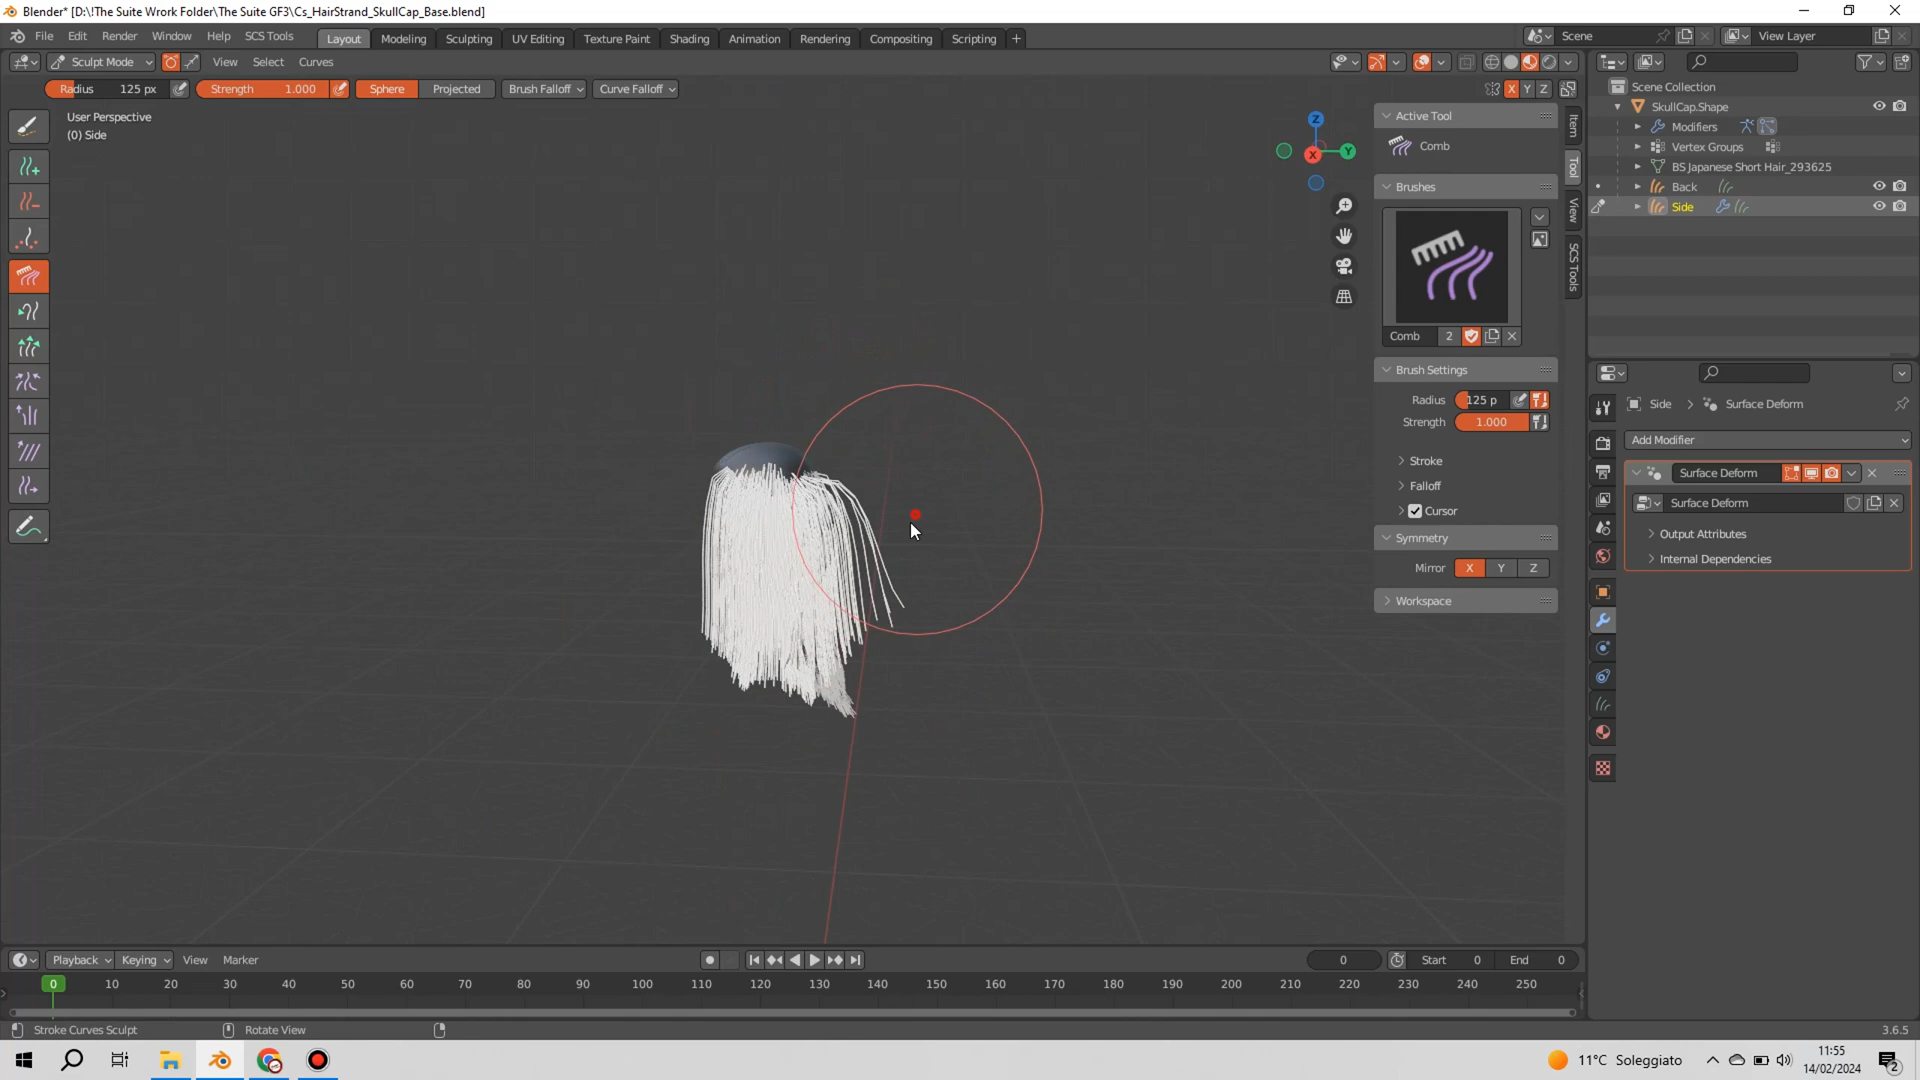 Blender* [D:\!The Suite Wrork Folder\The Suite GF3\Cs_HairStrand_SkullCap_Base.blend]
File Edit Render Window Help SCS Tools Layout Modeling Sculpting UV Editing Texture Paint Shading Animation Rendering Compositing Scripting + Scene View Layer
Sculpt Mode View Select Curves
Radius 125 px Strength 1.000 Sphere Projected Brush Falloff Curve Falloff X Y Z
User Perspective
(0) Side
Z
Y
X
Active Tool
Comb
Brushes
Comb 2
Brush Settings
Radius 125 p
Strength 1.000
Stroke
Falloff
Cursor
Symmetry
Mirror X Y Z
Workspace
Item
Tool
View
SCS Tools
Scene Collection
SkullCap.Shape
Modifiers
Vertex Groups
BS Japanese Short Hair_293625
Back
Side
Side > Surface Deform
Add Modifier
Surface Deform
Surface Deform
Output Attributes
Internal Dependencies
Playback Keying View Marker 0 Start 0 End 0
0 10 20 30 40 50 60 70 80 90 100 110 120 130 140 150 160 170 180 190 200 210 220 230 240 250
Stroke Curves Sculpt Rotate View 3.6.5
11°C Soleggiato
11:55
14/02/2024
2